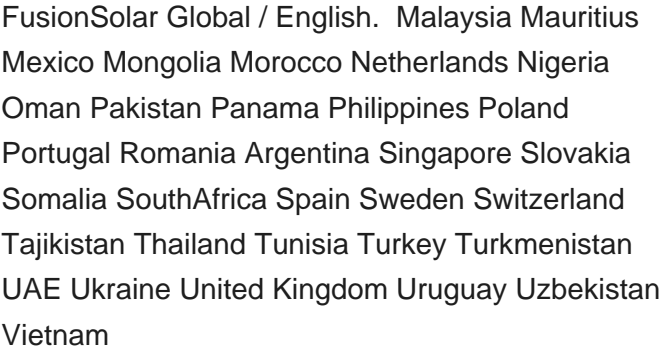 FusionSolar Global / English.  Malaysia Mauritius
Mexico Mongolia Morocco Netherlands Nigeria
Oman Pakistan Panama Philippines Poland
Portugal Romania Argentina Singapore Slovakia
Somalia SouthAfrica Spain Sweden Switzerland
Tajikistan Thailand Tunisia Turkey Turkmenistan
UAE Ukraine United Kingdom Uruguay Uzbekistan
Vietnam